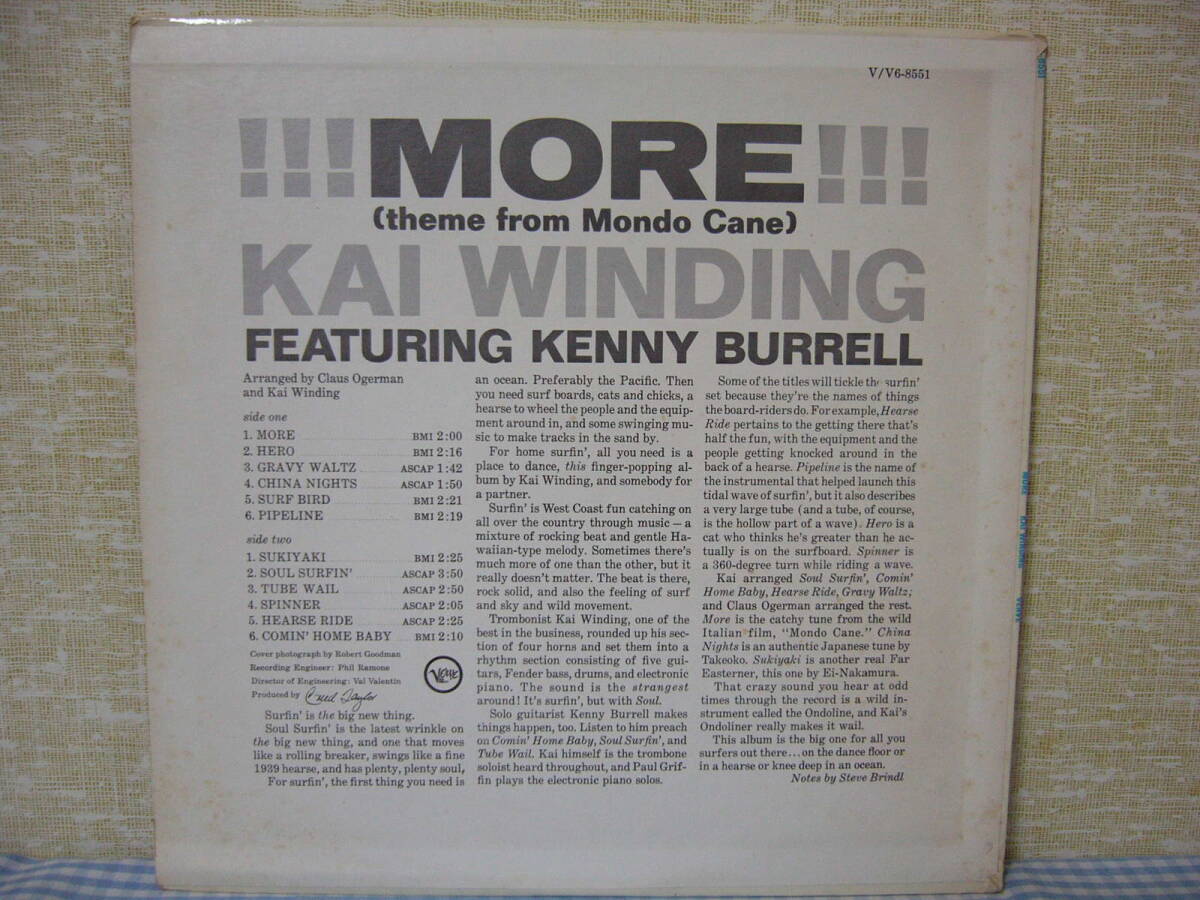 V/V6-8551
!!!MORE!!!
(theme from Mondo Cane)
KAI WINDING
FEATURING KENNY BURRELL
Arranged by Claus Ogerman
and Kai Winding
side one
1. MORE BMI 2:00
2. HERO BMI 2:16
3. GRAVY WALTZ ASCAP 1:42
4. CHINA NIGHTS ASCAP 1:50
5. SURF BIRD BMI 2:21
6. PIPELINE BMI 2:19
side two
1. SUKIYAKI BMI 2:25
2. SOUL SURFIN' ASCAP 3:50
3. TUBE WAIL ASCAP 2:50
4. SPINNER ASCAP 2:05
5. HEARSE RIDE ASCAP 2:25
6. COMIN' HOME BABY BMI 2:10
Cover photograph by Robert Goodman
Recording Engineer: Phil Ramone
Director of Engineering: Val Valentin
Produced by Creed Taylor
Verve
Surfin' is the big new thing.
Soul Surfin' is the latest wrinkle on
the big new thing, and one that moves
like a rolling breaker, swings like a fine
1939 hearse, and has plenty, plenty soul,
For surfin', the first thing you need is
an ocean. Preferably the Pacific. Then
you need surf boards, cats and chicks, a
hearse to wheel the people and the equip-
ment around in, and some swinging mu-
sic to make tracks in the sand by.
For home surfin', all you need is a
place to dance, this finger-popping al-
bum by Kai Winding, and somebody for
a partner.
Surfin' is West Coast fun catching on
all over the country through music — a
mixture of rocking beat and gentle Ha-
waiian-type melody. Sometimes there's
much more of one than the other, but it
really doesn't matter. The beat is there,
rock solid, and also the feeling of surf
and sky and wild movement.
Trombonist Kai Winding, one of the
best in the business, rounded up his sec-
tion of four horns and set them into a
rhythm section consisting of five gui-
tars, Fender bass, drums, and electronic
piano. The sound is the strangest
around! It's surfin', but with Soul.
Solo guitarist Kenny Burrell makes
things happen, too. Listen to him preach
on Comin' Home Baby, Soul Surfin', and
Tube Wail. Kai himself is the trombone
soloist heard throughout, and Paul Grif-
fin plays the electronic piano solos.
Some of the titles will tickle the surfin'
set because they're the names of things
the board-riders do. For example, Hearse
Ride pertains to the getting there that's
half the fun, with the equipment and the
people getting knocked around in the
back of a hearse. Pipeline is the name of
the instrumental that helped launch this
tidal wave of surfin', but it also describes
a very large tube (and a tube, of course,
is the hollow part of a wave). Hero is a
cat who thinks he's greater than he ac-
tually is on the surfboard. Spinner is
a 360-degree turn while riding a wave.
Kai arranged Soul Surfin', Comin'
Home Baby, Hearse Ride, Gravy Waltz;
and Claus Ogerman arranged the rest.
More is the catchy tune from the wild
Italian film, "Mondo Cane." China
Nights is an authentic Japanese tune by
Takeoko. Sukiyaki is another real Far
Easterner, this one by Ei-Nakamura.
That crazy sound you hear at odd
times through the record is a wild in-
strument called the Ondoline, and Kai's
Ondoliner really makes it wail.
This album is the big one for all you
surfers out there...on the dance floor or
in a hearse or knee deep in an ocean.
Notes by Steve Brindl